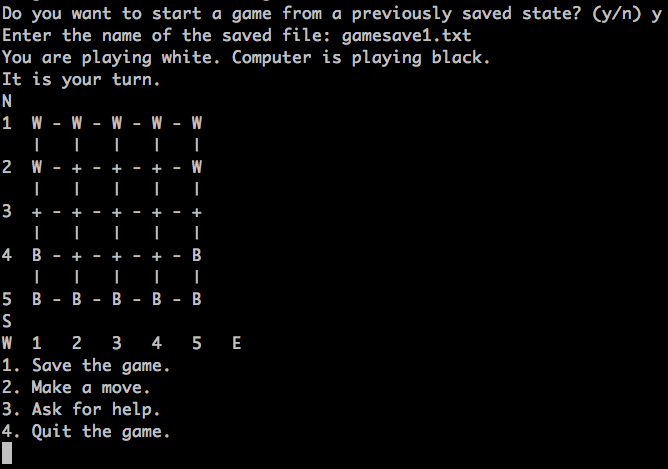 Do you want to start a game from a previously saved state? (y/n) y
Enter the name of the saved file: gamesave1.txt
You are playing white. Computer is playing black.
It is your turn.
N
1  W - W - W - W - W
   |   |   |   |   |
2  W - + - + - + - W
   |   |   |   |   |
3  + - + - + - + - +
   |   |   |   |   |
4  B - + - + - + - B
   |   |   |   |   |
5  B - B - B - B - B
S
W  1   2   3   4   5   E
1. Save the game.
2. Make a move.
3. Ask for help.
4. Quit the game.